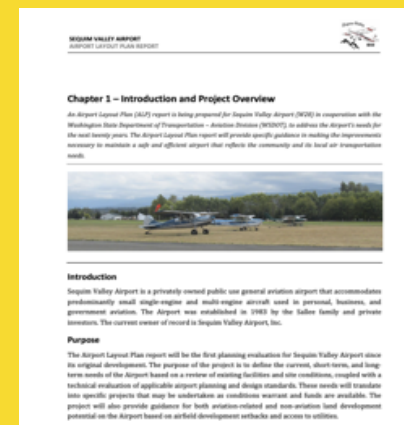 SEQUIM VALLEY AIRPORT
AIRPORT LAYOUT PLAN REPORT
Chapter 1 – Introduction and Project Overview
An Airport Layout Plan (ALP) report is being prepared for Sequim Valley Airport (W28) in cooperation with the
Washington State Department of Transportation – Aviation Division (WSDOT), to address the Airport's needs for
the next twenty years. The Airport Layout Plan report will provide specific guidance in making the improvements
necessary to maintain a safe and efficient airport that reflects the community and its local air transportation
needs.
Introduction
Sequim Valley Airport is a privately owned public use general aviation airport that accommodates
predominantly small single-engine and multi-engine aircraft used in personal, business, and
government aviation. The Airport was established in 1983 by the Sallee family and private
investors. The current owner of record is Sequim Valley Airport, Inc.
Purpose
The Airport Layout Plan report will be the first planning evaluation for Sequim Valley Airport since
its original development. The purpose of the project is to define the current, short-term, and long-
term needs of the Airport based on a review of existing facilities and site conditions, coupled with a
technical evaluation of applicable airport planning and design standards. These needs will translate
into specific projects that may be undertaken as conditions warrant and funds are available. The
project will also provide guidance for both aviation-related and non-aviation land development
potential on the Airport based on airfield development setbacks and access to utilities.